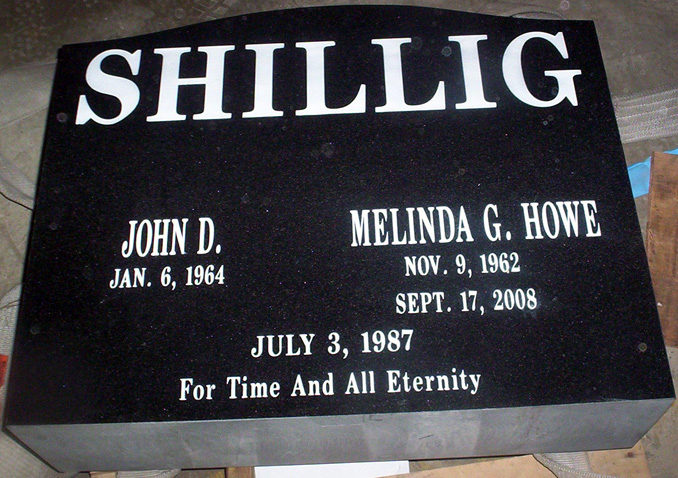 SHILLIG
JOHN D. MELINDA G. HOWE
JAN. 6, 1964 NOV. 9, 1962
SEPT. 17, 2008
JULY 3, 1987
For Time And All Eternity